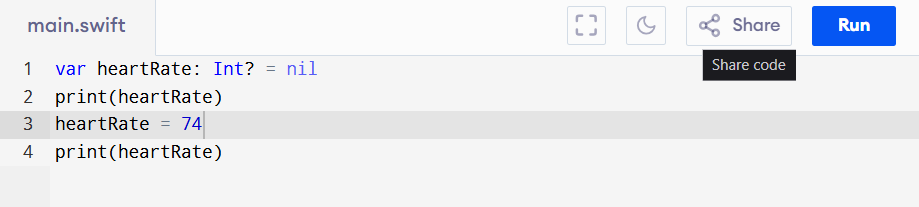 main.swift
Share
Run
Share code
1 var heartRate: Int? = nil
2 print(heartRate)
3 heartRate = 74
4 print(heartRate)